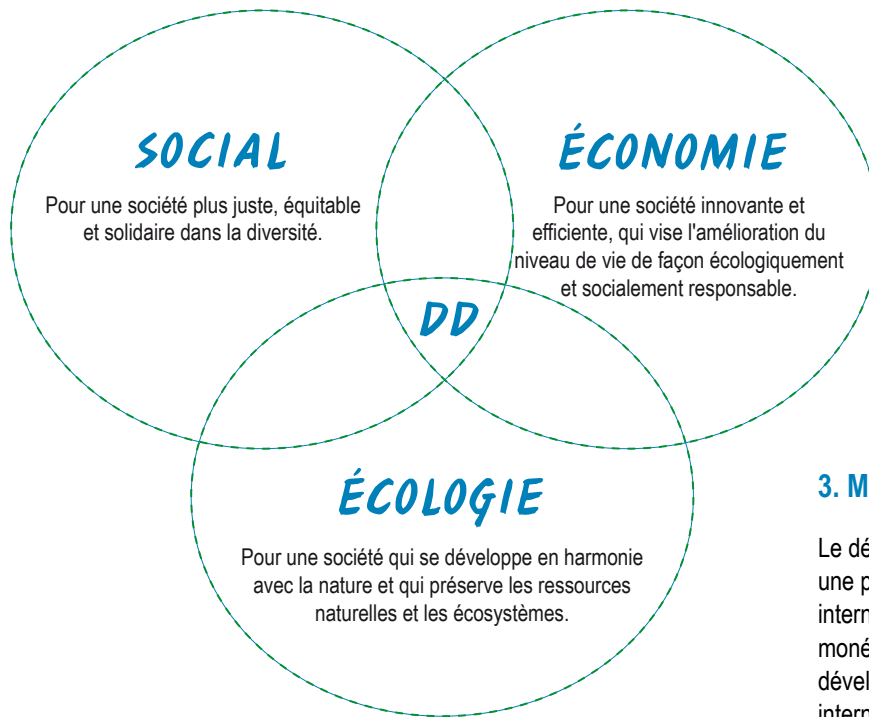 SOCIAL
Pour une société plus juste, équitable
et solidaire dans la diversité.
ÉCONOMIE
Pour une société innovante et
efficiente, qui vise l'amélioration du
niveau de vie de façon écologiquement
et socialement responsable.
DD
ÉCOLOGIE
Pour une société qui se développe en harmonie
avec la nature et qui préserve les ressources
naturelles et les écosystèmes.
3. M
Le dé
une p
intern
moné
dével